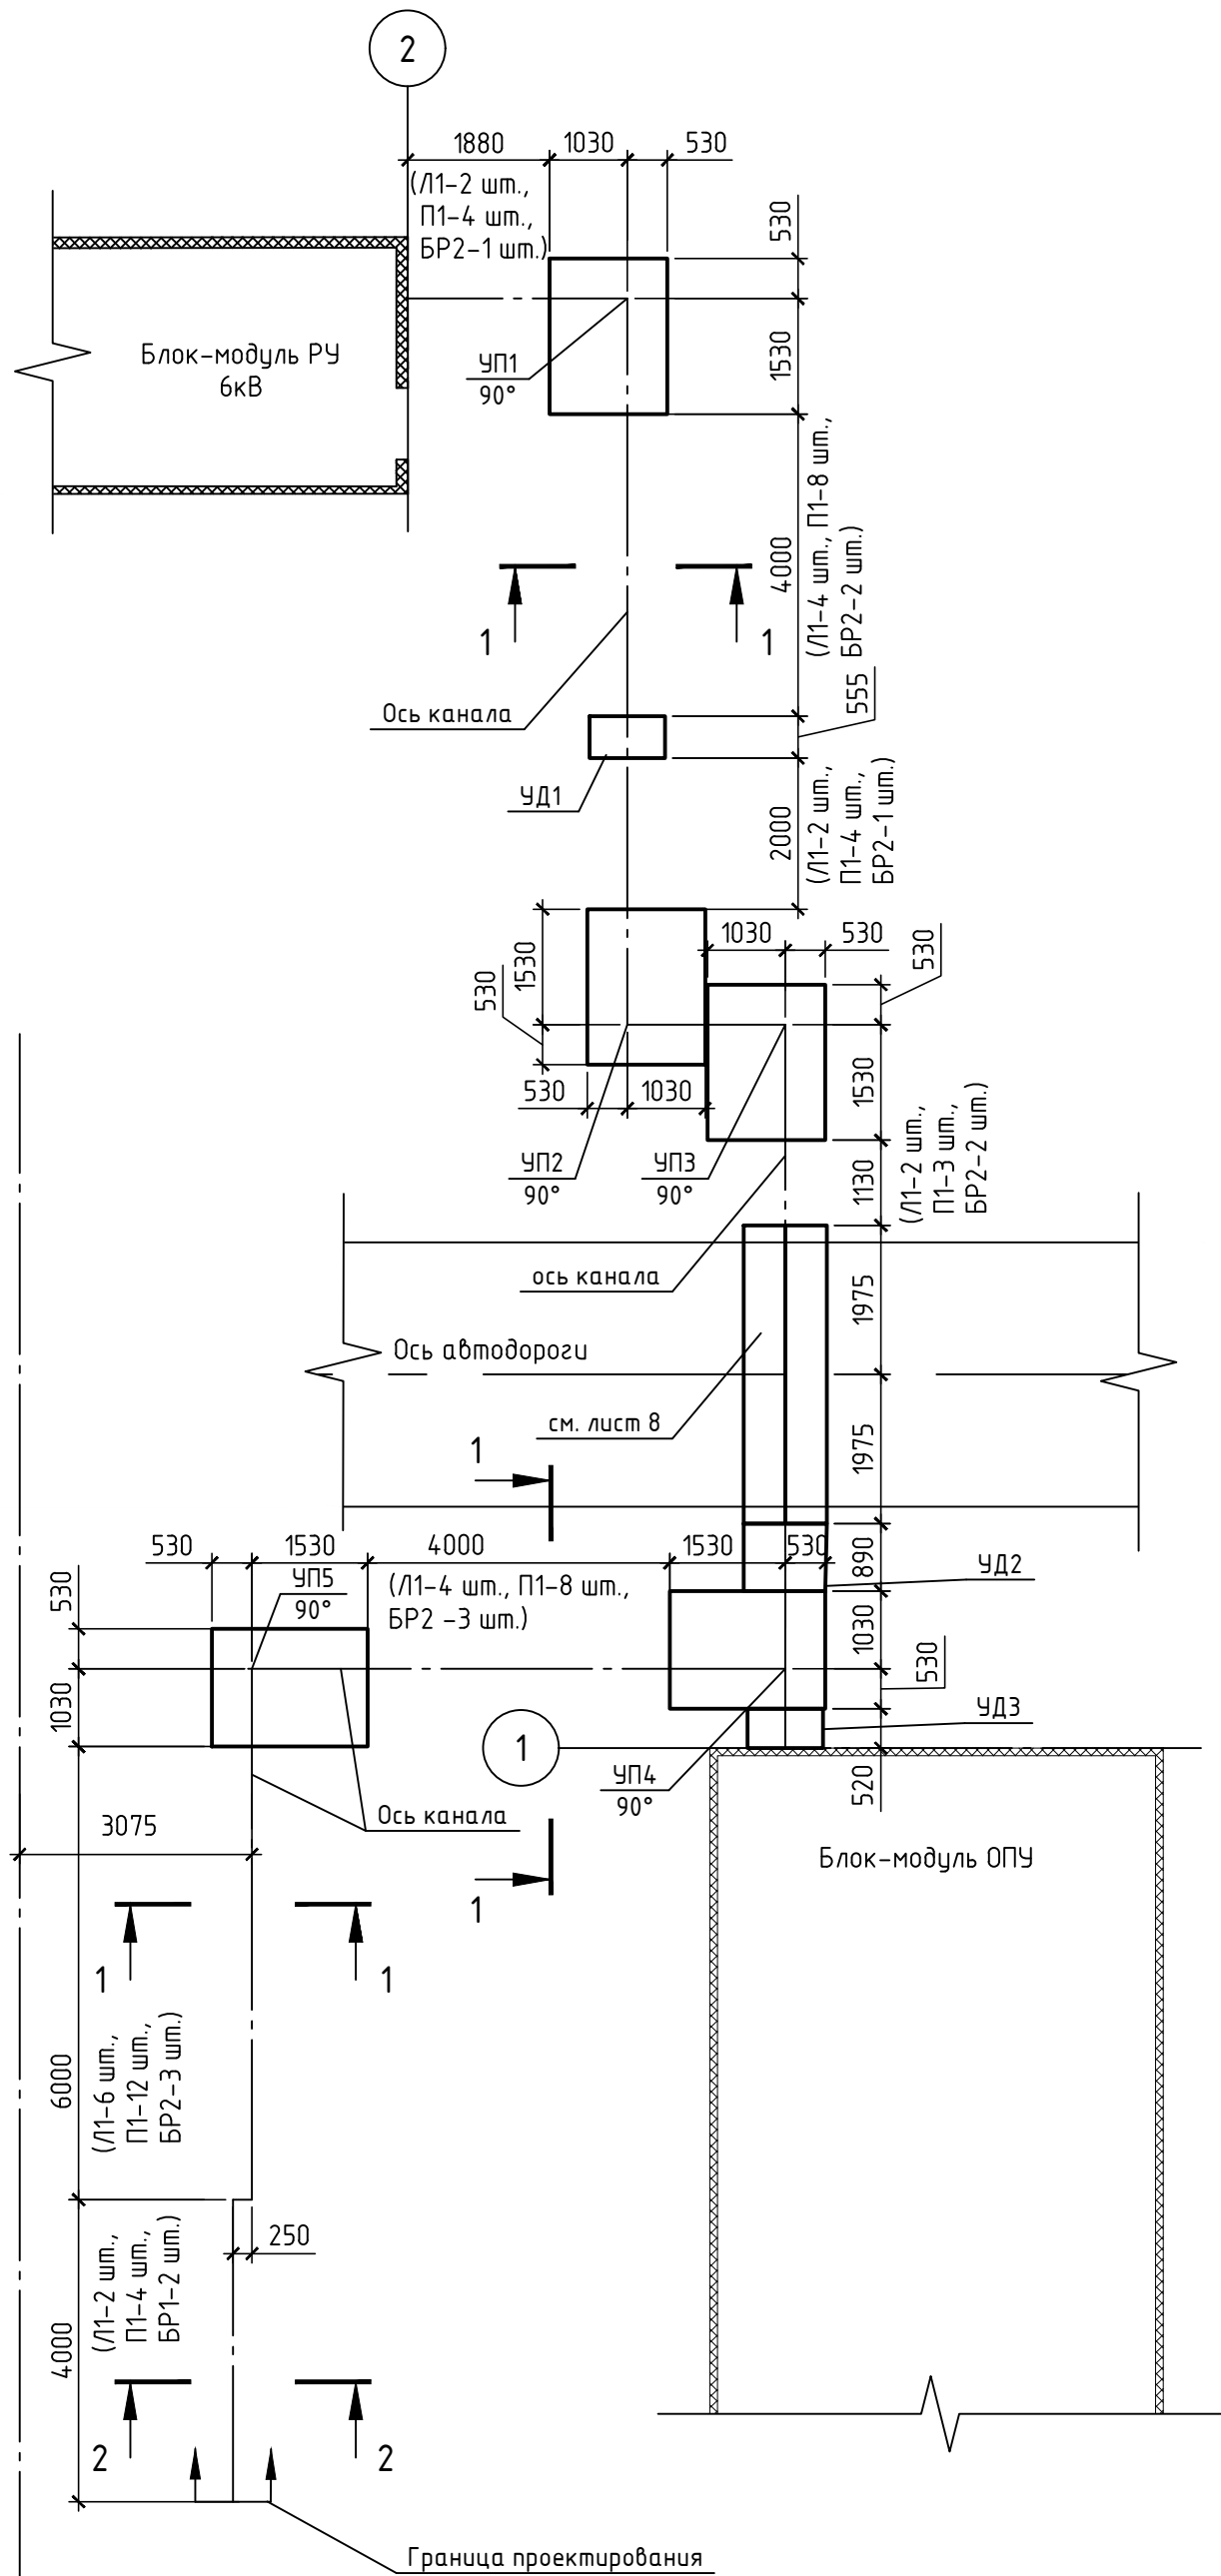 2
1880
1030
530
(Л1-2 шт.,
П1-4 шт.,
БР2-1 шт.)
530
1530
Блок-модуль РУ
6кВ
УП1
90°
4000
(Л1-4 шт., П1-8 шт.,
БР2-2 шт.)
1
1
Ось канала
555
УД1
2000
(Л1-2 шт.,
П1-4 шт.,
БР2-1 шт.)
1030
530
530
1530
530
530
1030
1530
УП2
90°
УП3
90°
1130
(Л1-2 шт.,
П1-3 шт.,
БР2-2 шт.)
ось канала
1975
Ось автодороги
см. лист 8
1975
1
530
1530
4000
1530
530
890
УД2
УП5
90°
(Л1-4 шт., П1-8 шт.,
БР2 -3 шт.)
530
1030
1030
530
УД3
1
УП4
90°
520
Ось канала
3075
Блок-модуль ОПУ
1
1
1
6000
(Л1-6 шт.,
П1-12 шт.,
БР2-3 шт.)
250
4000
(Л1-2 шт.,
П1-4 шт.,
БР1-2 шт.)
2
2
Граница проектирования